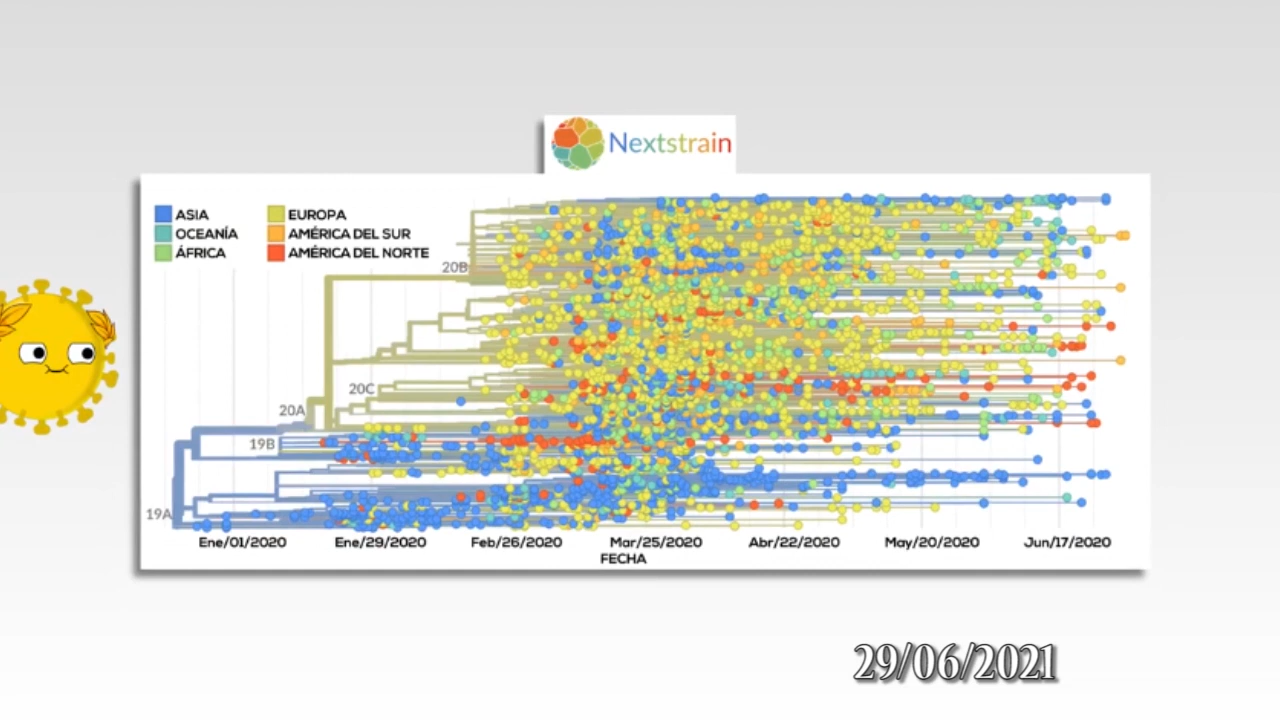 Nextstrain
ASIA
OCEANÍA
ÁFRICA
EUROPA
AMÉRICA DEL SUR
AMÉRICA DEL NORTE
20B
20C
20A
19B
19A
Ene/01/2020 Ene/29/2020 Feb/26/2020 Mar/25/2020 Abr/22/2020 May/20/2020 Jun/17/2020
FECHA
29/06/2021